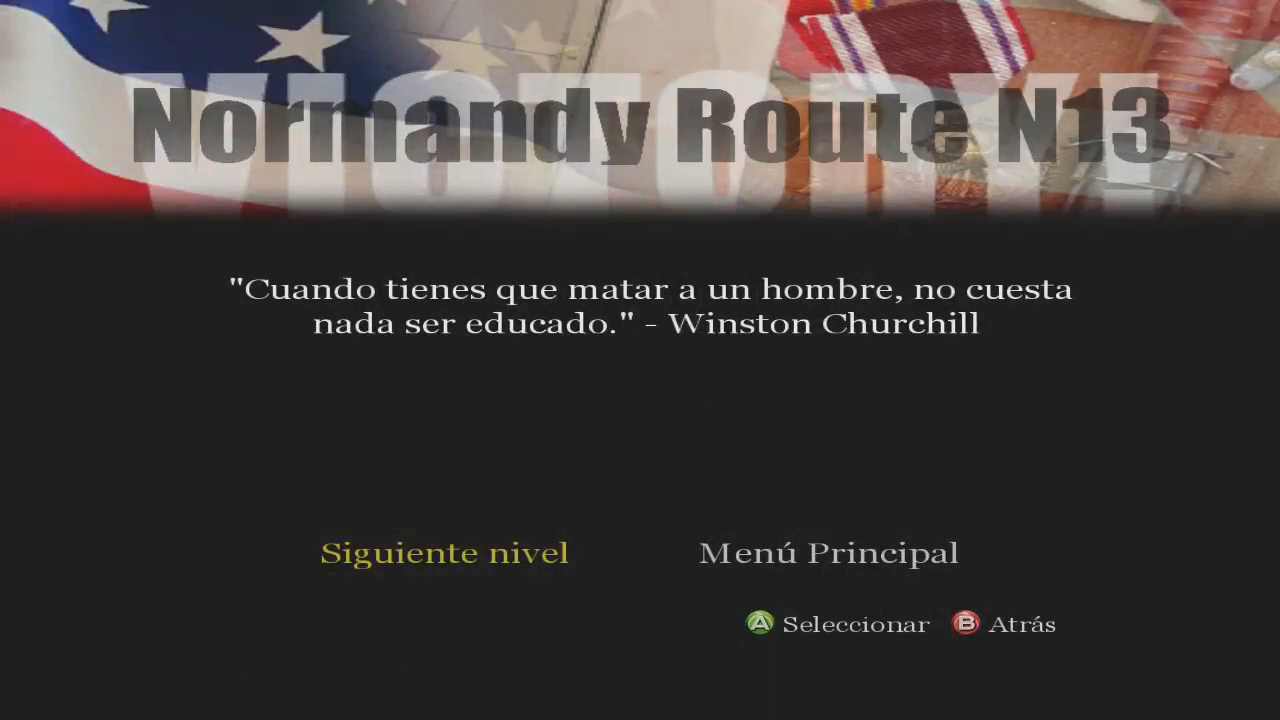 VICTORY!
Normandy Route N13
"Cuando tienes que matar a un hombre, no cuesta
nada ser educado." - Winston Churchill
Siguiente nivel
Menú Principal
A Seleccionar B Atrás